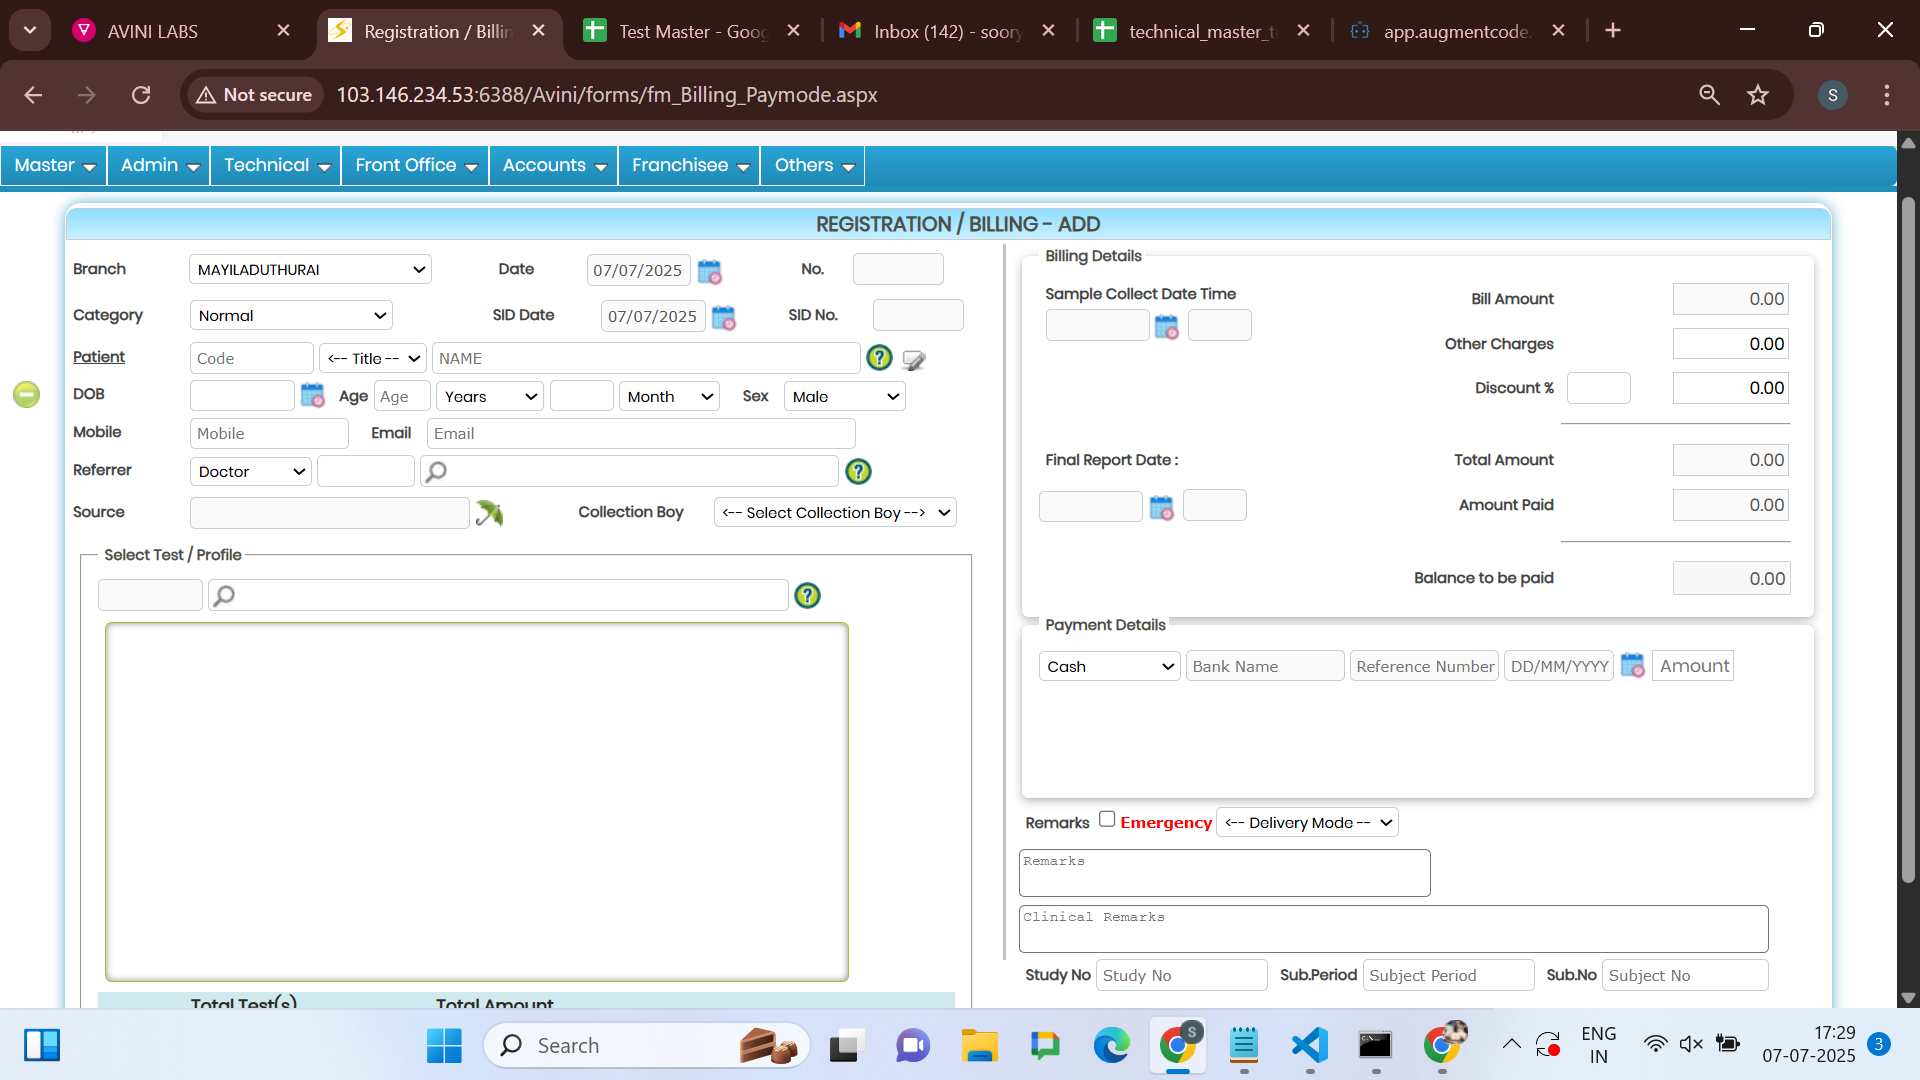 AVINI LABS
Registration / Billin
Test Master - Goog
Inbox (142) - soory
technical_master_t
app.augmentcode.
Not secure
103.146.234.53:6388/Avini/forms/fm_Billing_Paymode.aspx
S
Master
Admin
Technical
Front Office
Accounts
Franchisee
Others
REGISTRATION / BILLING - ADD
Branch
MAYILADUTHURAI
Date
07/07/2025
No.
Category
Normal
SID Date
07/07/2025
SID No.
Patient
Code
<-- Title --
NAME
DOB
Age
Age
Years
Month
Sex
Male
Mobile
Mobile
Email
Email
Referrer
Doctor
Source
Collection Boy
<-- Select Collection Boy -->
Select Test / Profile
Total Test(s)
Total Amount
Billing Details
Sample Collect Date Time
Bill Amount
0.00
Other Charges
0.00
Discount %
0.00
Final Report Date :
Total Amount
0.00
Amount Paid
0.00
Balance to be paid
0.00
Payment Details
Cash
Bank Name
Reference Number
DD/MM/YYYY
Amount
Remarks
Emergency
<-- Delivery Mode --
Remarks
Clinical Remarks
Study No
Study No
Sub.Period
Subject Period
Sub.No
Subject No
Search
S
ENG
IN
17:29
07-07-2025
3